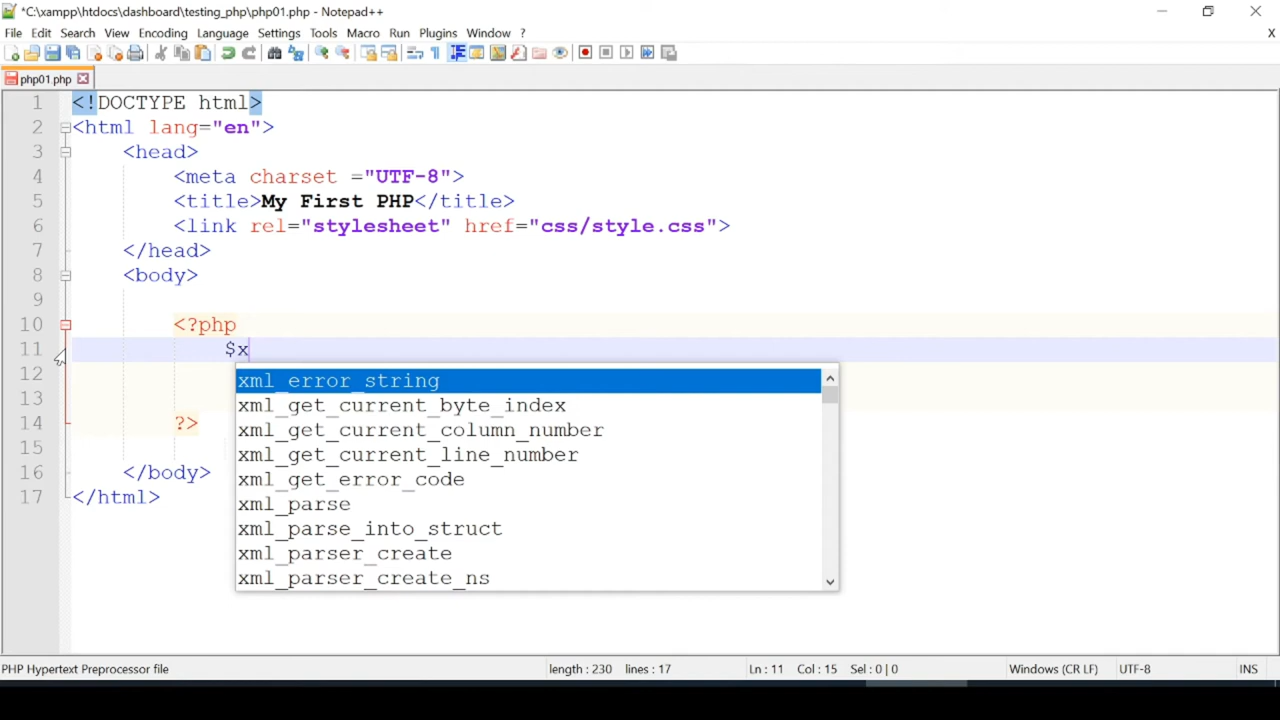 *C:\xampp\htdocs\dashboard\testing_php\php01.php - Notepad++
File Edit Search View Encoding Language Settings Tools Macro Run Plugins Window ? X
php01.php
1 <!DOCTYPE html>
2 <html lang="en">
3 <head>
4 <meta charset ="UTF-8">
5 <title>My First PHP</title>
6 <link rel="stylesheet" href="css/style.css">
7 </head>
8 <body>
9
10 <?php
11 $x
12
13
14 ?>
15
16 </body>
17 </html>
xml_error_string
xml_get_current_byte_index
xml_get_current_column_number
xml_get_current_line_number
xml_get_error_code
xml_parse
xml_parse_into_struct
xml_parser_create
xml_parser_create_ns
PHP Hypertext Preprocessor file length : 230 lines : 17 Ln : 11 Col : 15 Sel : 0 | 0 Windows (CR LF) UTF-8 INS